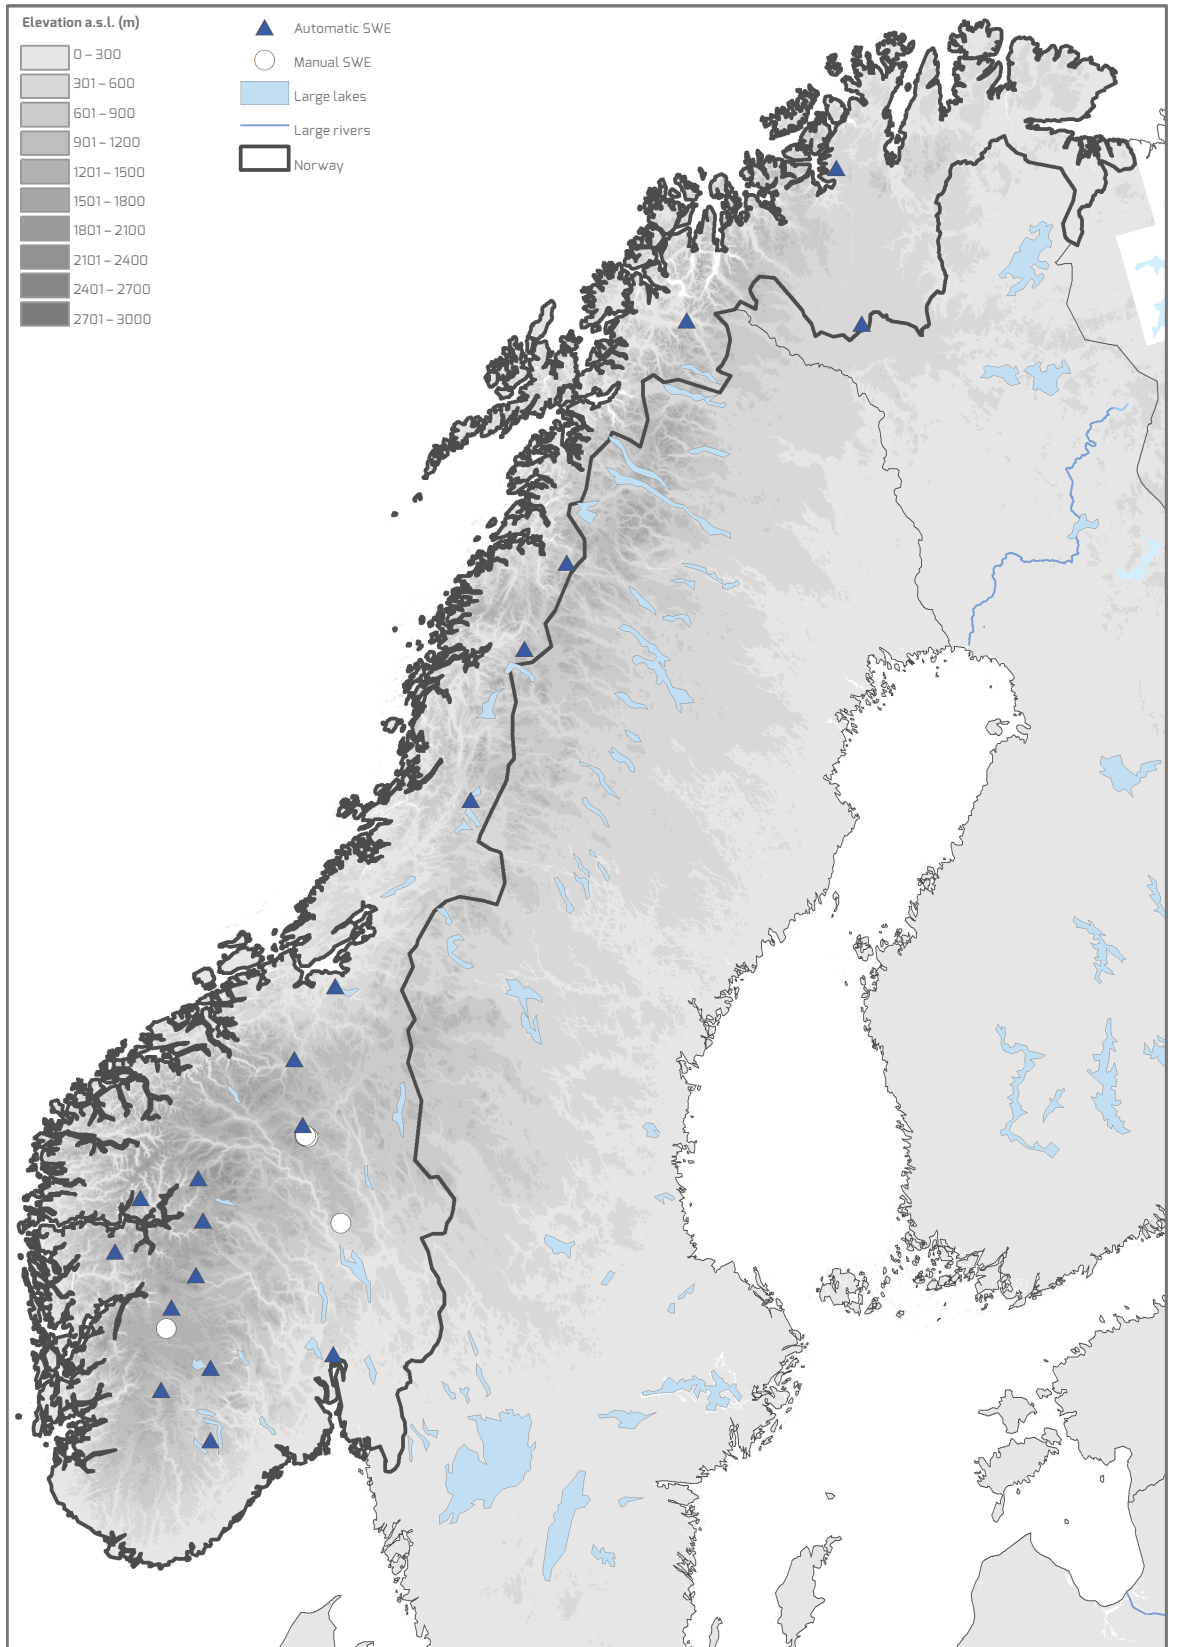 Elevation a.s.l. (m)
0 – 300
301 – 600
601 – 900
901 – 1200
1201 – 1500
1501 – 1800
1801 – 2100
2101 – 2400
2401 – 2700
2701 – 3000
Automatic SWE
Manual SWE
Large lakes
Large rivers
Norway